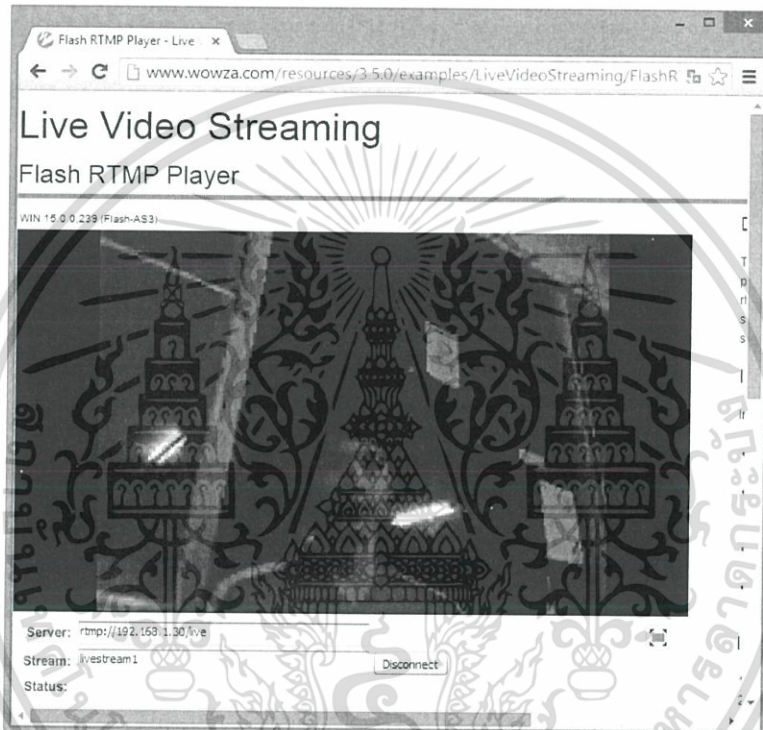 Flash RTMP Player - Live
www.wowza.com/resources/3.5.0/examples/LiveVideoStreaming/FlashR
Live Video Streaming
Flash RTMP Player
WIN 15.0.0.239 (Flash-AS3)
Server: rtmp://192.168.1.30/live
Stream: livestream1
Disconnect
Status: